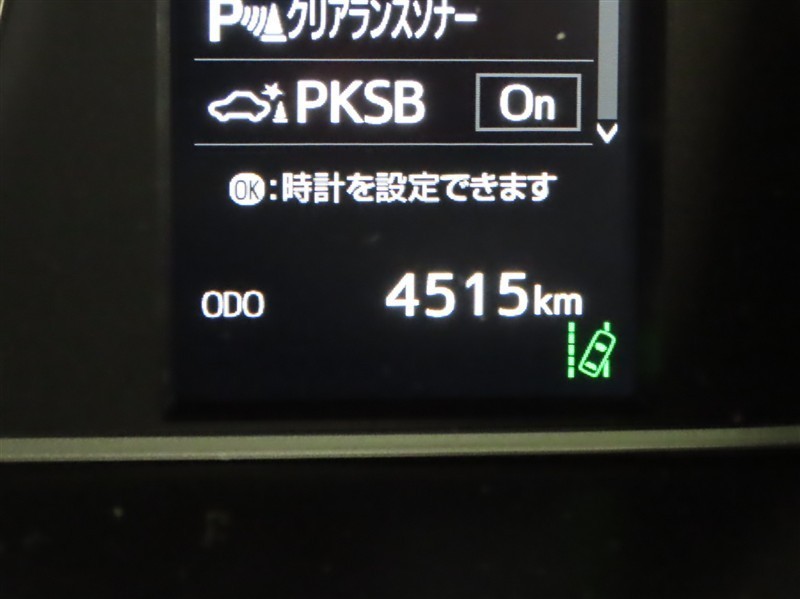 P クリアランスソナー
PKSB On
OK:時計を設定できます
ODO 4515km